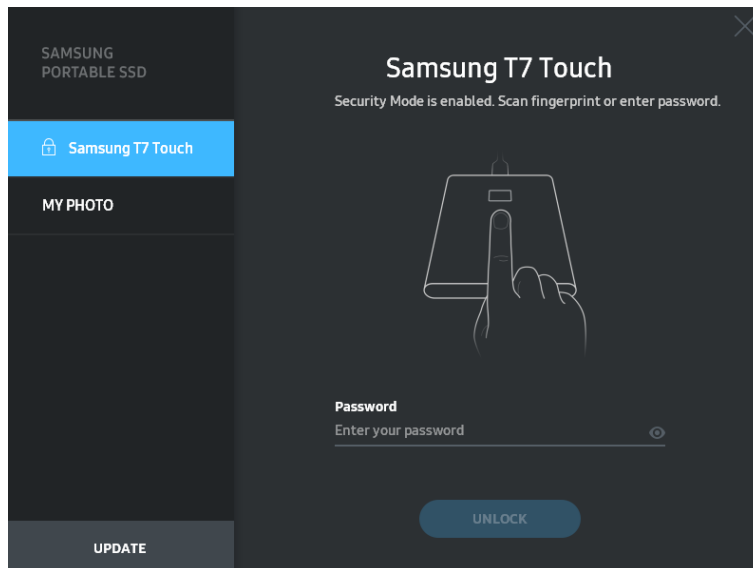 SAMSUNG
PORTABLE SSD
Samsung T7 Touch
MY PHOTO
UPDATE
Samsung T7 Touch
Security Mode is enabled. Scan fingerprint or enter password.
Password
Enter your password
UNLOCK